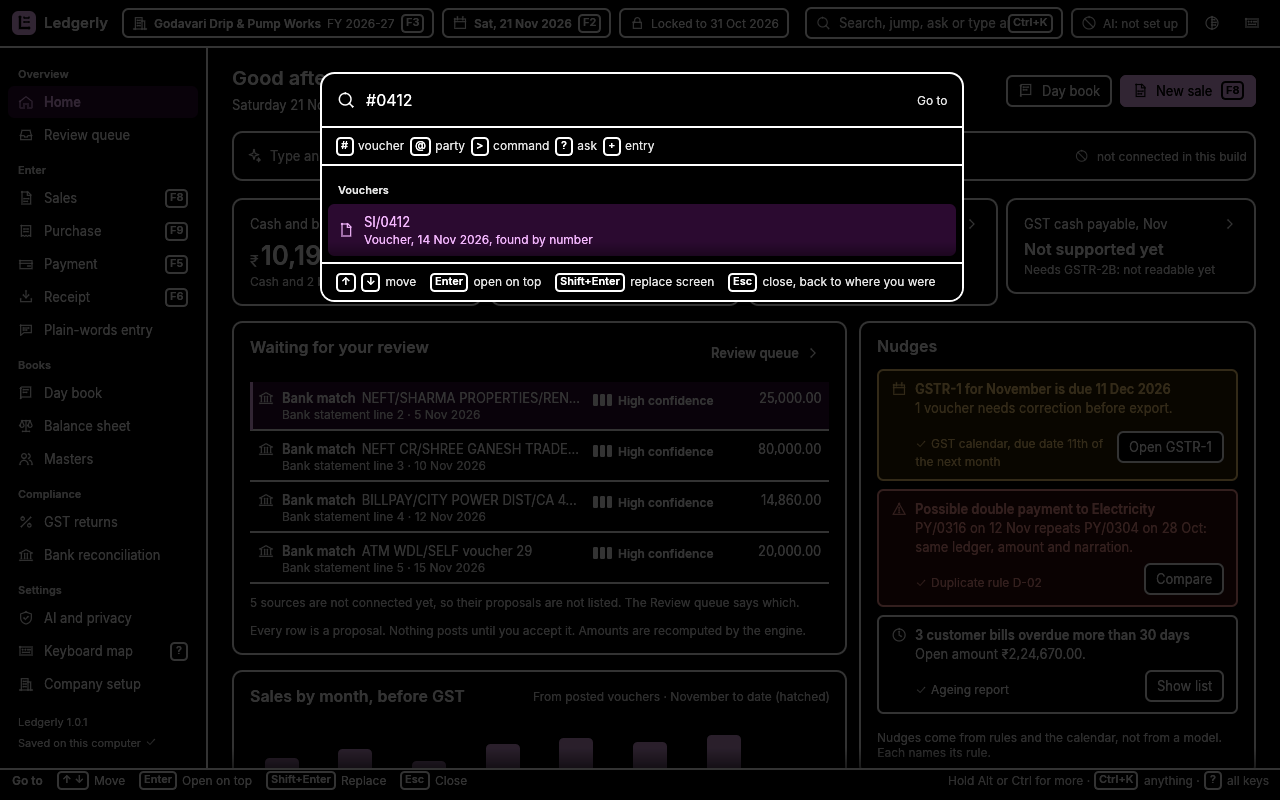 Ledgerly
Godavari Drip & Pump Works FY 2026-27 F3
Sat, 21 Nov 2026 F2
Locked to 31 Oct 2026
Search, jump, ask or type a Ctrl+K
AI: not set up
Overview
Home
Review queue
Enter
Sales F8
Purchase F9
Payment F5
Receipt F6
Plain-words entry
Books
Day book
Balance sheet
Masters
Compliance
GST returns
Bank reconciliation
Settings
AI and privacy
Keyboard map ?
Company setup
Ledgerly 1.0.1
Saved on this computer
Good afte
Saturday 21 No
Day book
New sale F8
#0412
Go to
# voucher @ party > command ? ask + entry
Vouchers
SI/0412
Voucher, 14 Nov 2026, found by number
↑ ↓ move Enter open on top Shift+Enter replace screen Esc close, back to where you were
Type an
not connected in this build
Cash and b
₹10,19
Cash and 2 b
GST cash payable, Nov
Not supported yet
Needs GSTR-2B: not readable yet
Waiting for your review
Review queue
Bank match NEFT/SHARMA PROPERTIES/REN... High confidence 25,000.00
Bank statement line 2 · 5 Nov 2026
Bank match NEFT CR/SHREE GANESH TRADE... High confidence 80,000.00
Bank statement line 3 · 10 Nov 2026
Bank match BILLPAY/CITY POWER DIST/CA 4... High confidence 14,860.00
Bank statement line 4 · 12 Nov 2026
Bank match ATM WDL/SELF voucher 29 High confidence 20,000.00
Bank statement line 5 · 15 Nov 2026
5 sources are not connected yet, so their proposals are not listed. The Review queue says which.
Every row is a proposal. Nothing posts until you accept it. Amounts are recomputed by the engine.
Sales by month, before GST
From posted vouchers · November to date (hatched)
Nudges
GSTR-1 for November is due 11 Dec 2026
1 voucher needs correction before export.
✓ GST calendar, due date 11th of
the next month
Open GSTR-1
Possible double payment to Electricity
PY/0316 on 12 Nov repeats PY/0304 on 28 Oct:
same ledger, amount and narration.
✓ Duplicate rule D-02
Compare
3 customer bills overdue more than 30 days
Open amount ₹2,24,670.00.
✓ Ageing report
Show list
Nudges come from rules and the calendar, not from a model.
Each names its rule.
Go to ↑↓ Move Enter Open on top Shift+Enter Replace Esc Close
Hold Alt or Ctrl for more · Ctrl+K anything · ? all keys